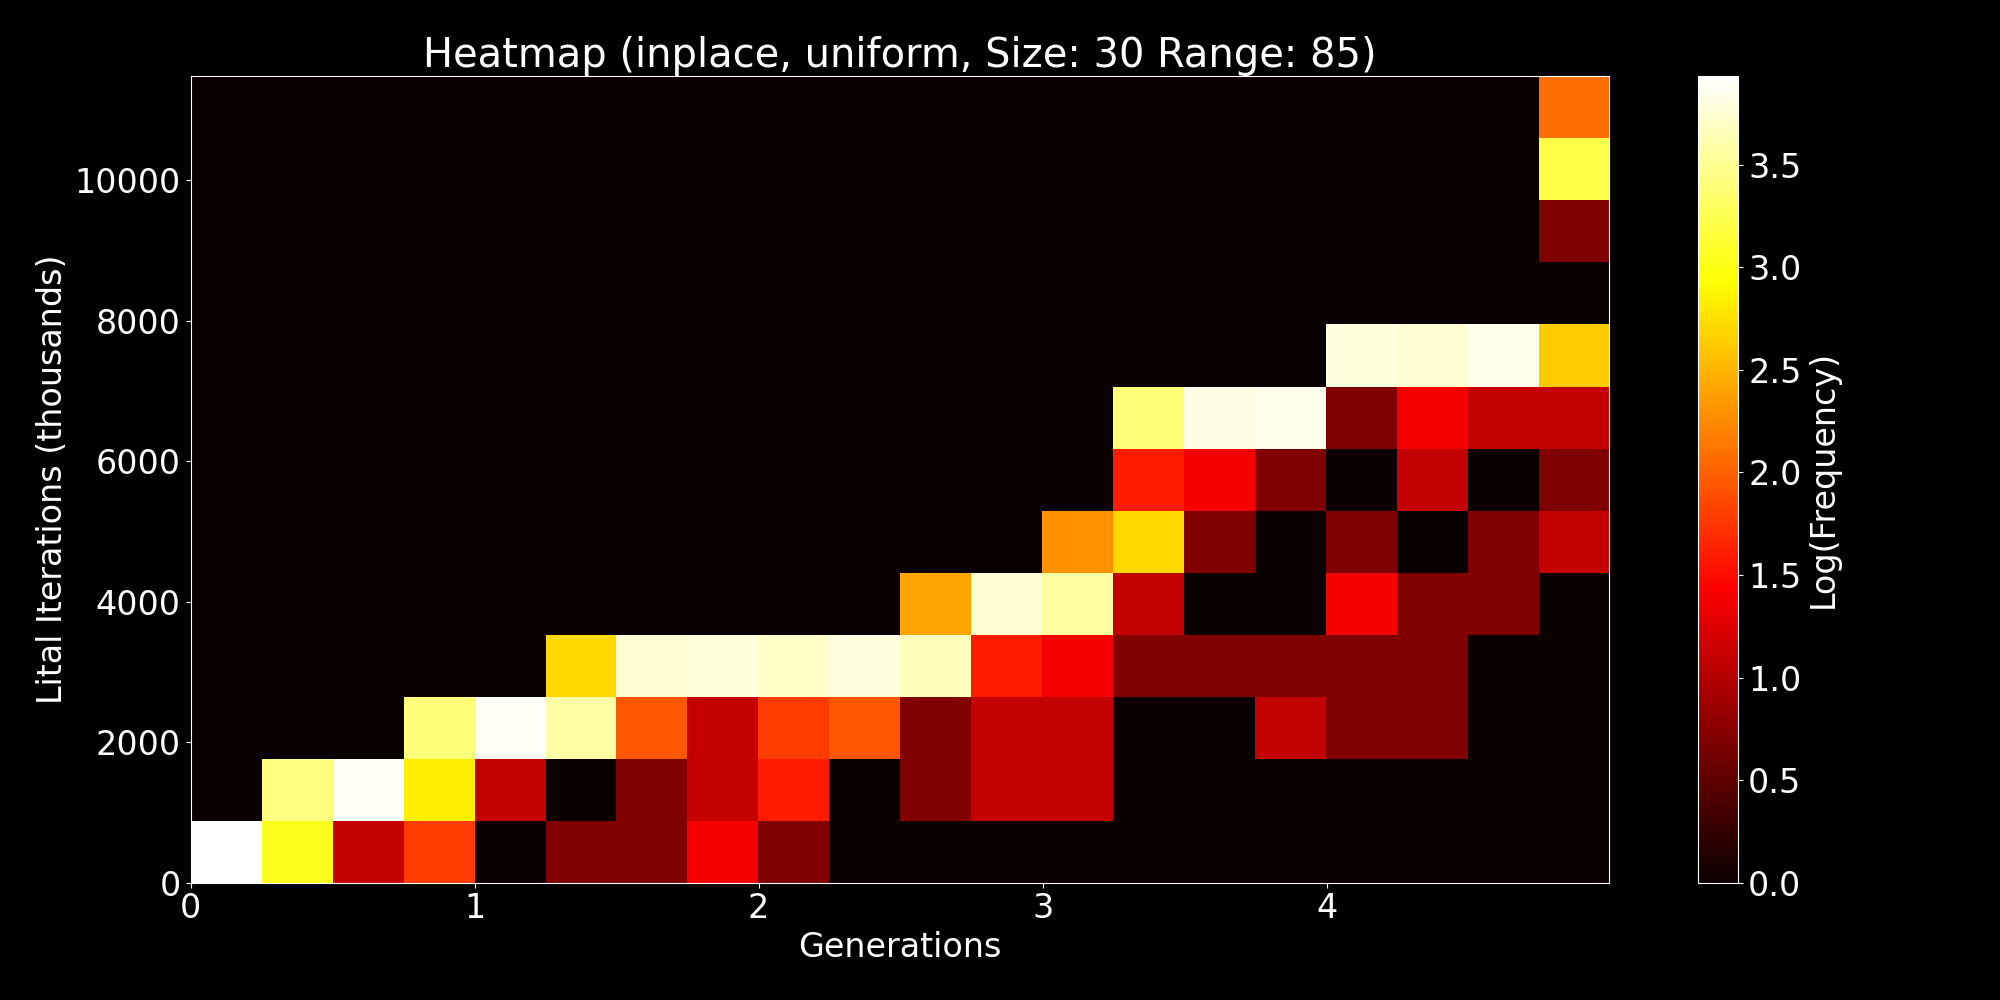 Heatmap (inplace, uniform, Size: 30 Range: 85)
Lital Iterations (thousands)
10000
8000
6000
4000
2000
0
0 1 2 3 4
Generations
3.5
3.0
2.5
2.0
1.5
1.0
0.5
0.0
Log(Frequency)